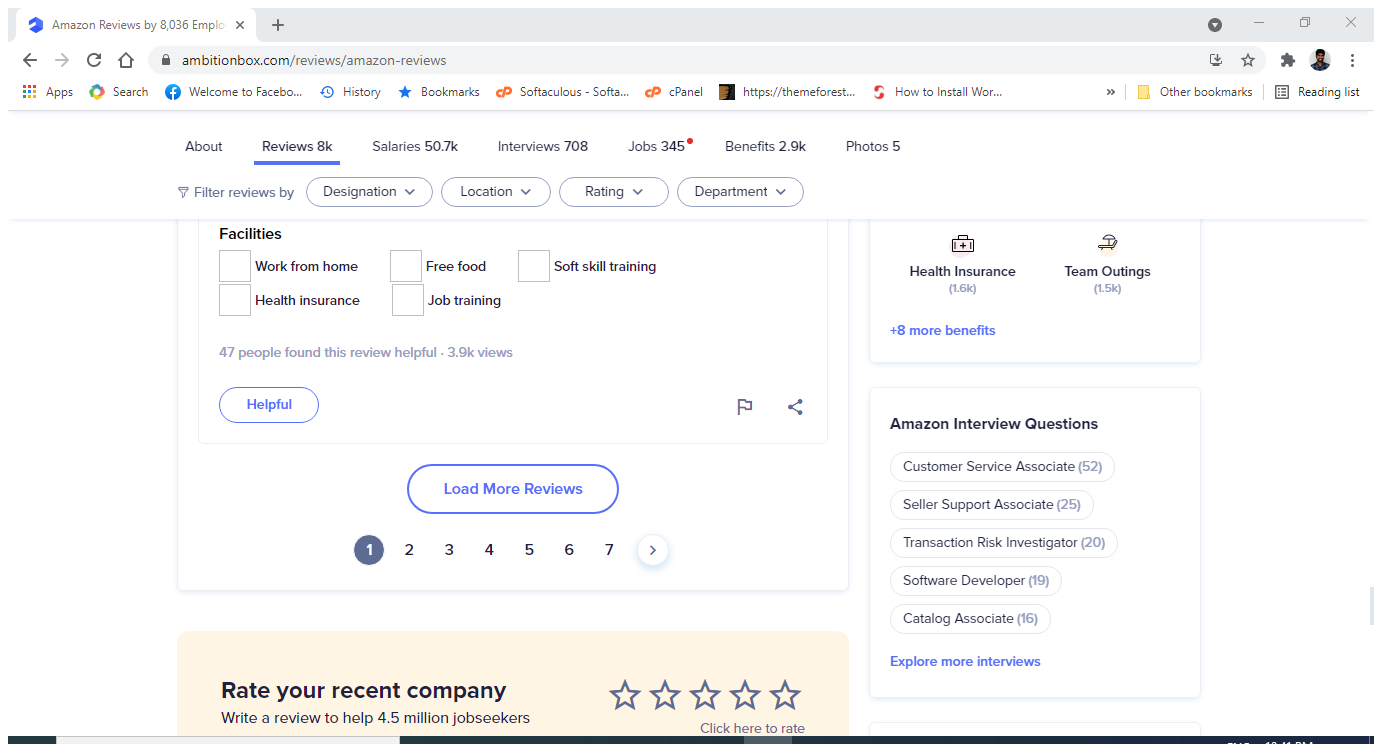 Amazon Reviews by 8,036 Emplo
ambitionbox.com/reviews/amazon-reviews
Apps Search Welcome to Facebo... History Bookmarks Softaculous - Softa... cPanel https://themeforest... How to Install Wor... » Other bookmarks Reading list
About Reviews 8k Salaries 50.7k Interviews 708 Jobs 345 Benefits 2.9k Photos 5
Filter reviews by Designation Location Rating Department
Facilities
Work from home Free food Soft skill training
Health insurance Job training
47 people found this review helpful · 3.9k views
Helpful
Load More Reviews
1 2 3 4 5 6 7
Rate your recent company
Write a review to help 4.5 million jobseekers
Click here to rate
Health Insurance Team Outings
(1.6k) (1.5k)
+8 more benefits
Amazon Interview Questions
Customer Service Associate (52)
Seller Support Associate (25)
Transaction Risk Investigator (20)
Software Developer (19)
Catalog Associate (16)
Explore more interviews